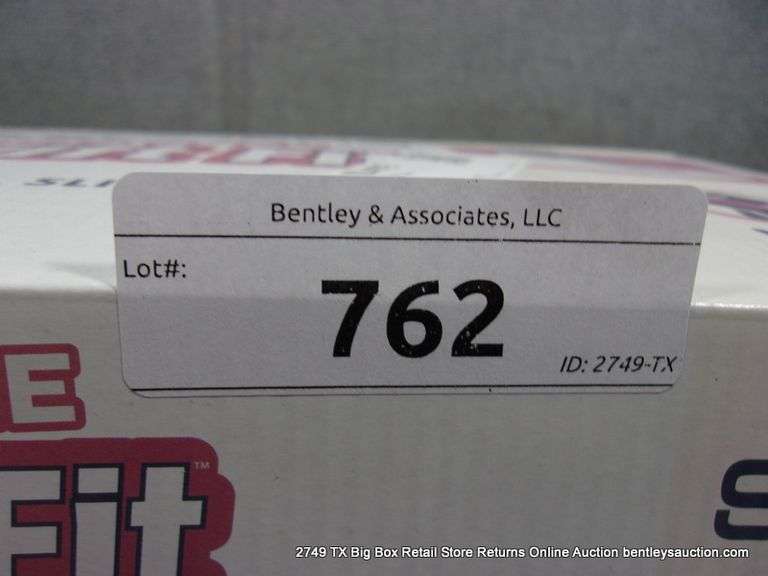 Bentley & Associates, LLC
Lot#:
762
ID: 2749-TX
E
Fit™
S
2749 TX Big Box Retail Store Returns Online Auction bentleysauction.com